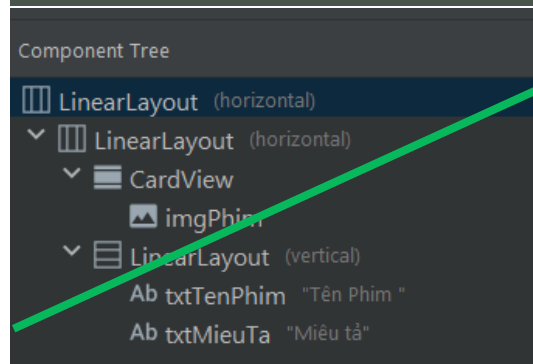 Component Tree
LinearLayout (horizontal)
LinearLayout (horizontal)
CardView
imgPhim
LinearLayout (vertical)
Ab txtTenPhim "Tên Phim "
Ab txtMieuTa "Miêu tả"